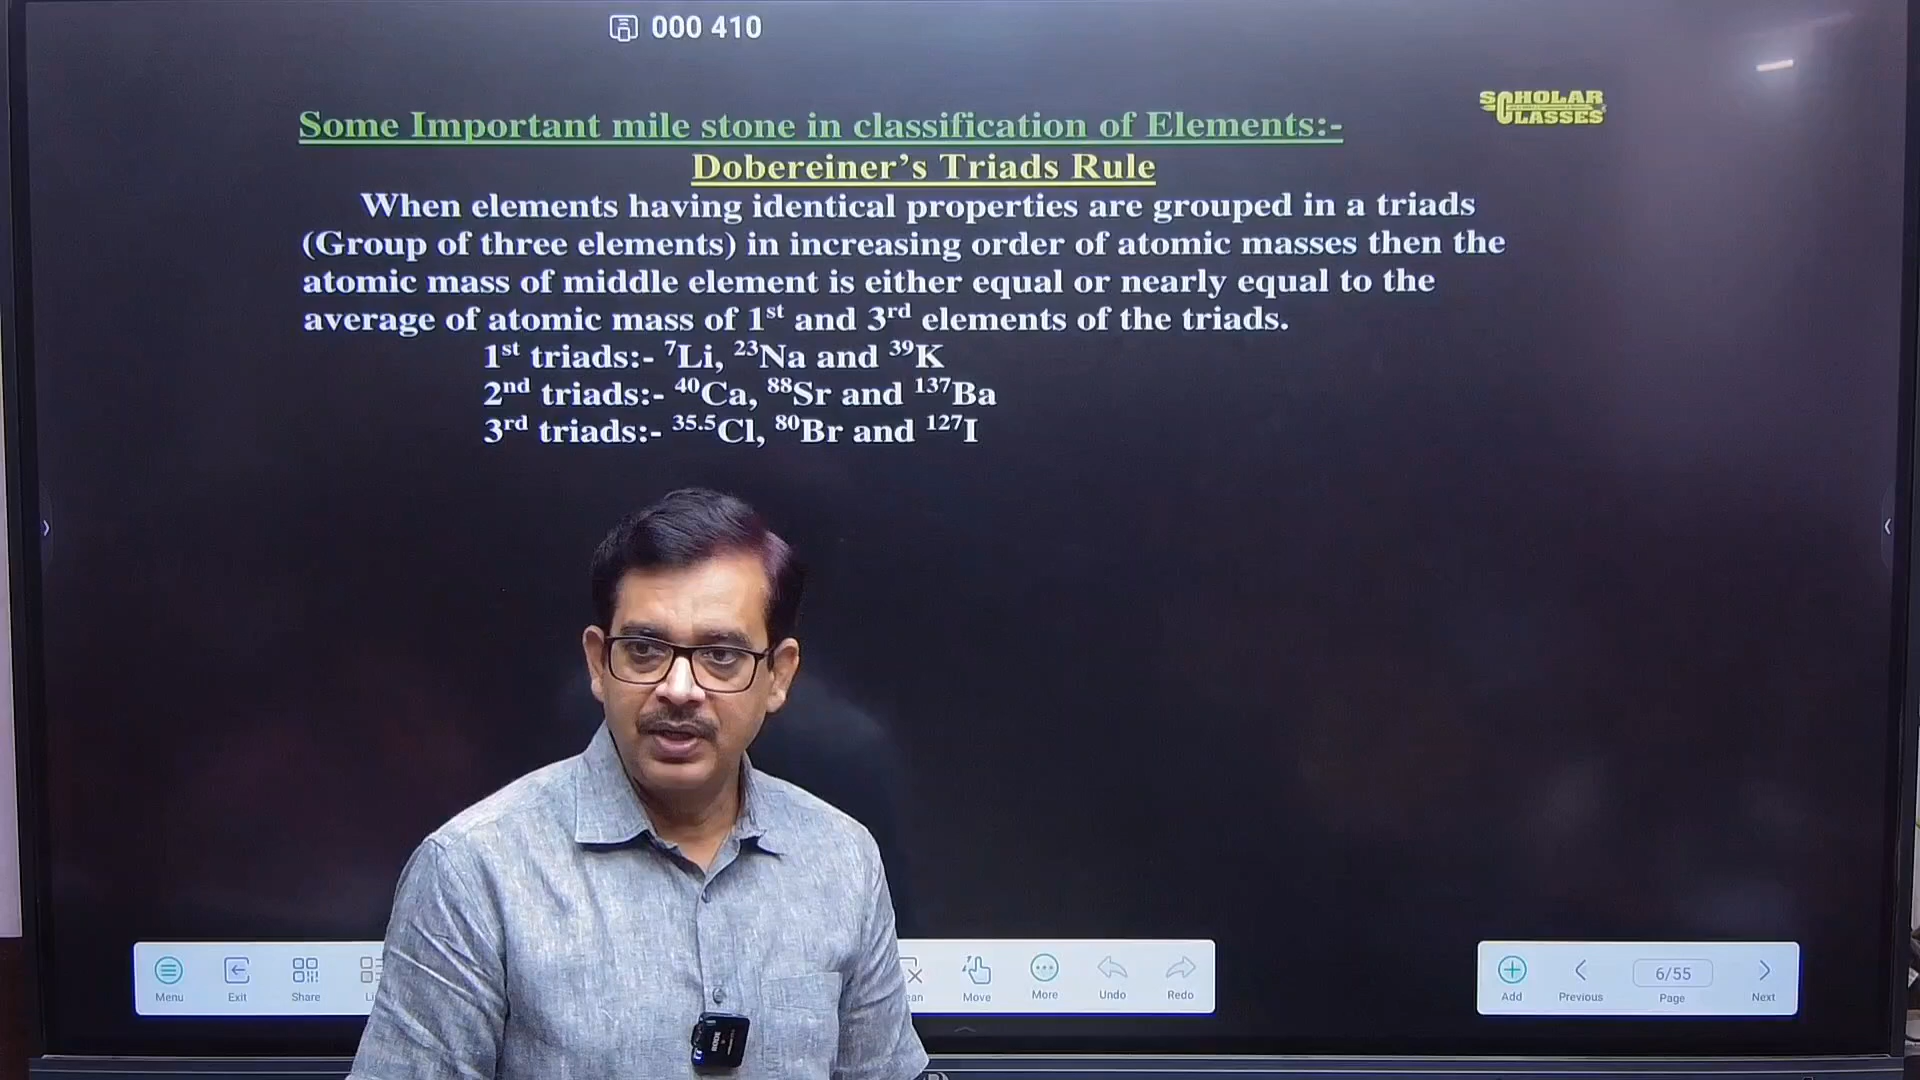 000 410
SCHOLAR
CLASSES
Some Important mile stone in classification of Elements:-
Dobereiner’s Triads Rule
When elements having identical properties are grouped in a triads
(Group of three elements) in increasing order of atomic masses then the
atomic mass of middle element is either equal or nearly equal to the
average of atomic mass of 1st and 3rd elements of the triads.
1st triads:- 7Li, 23Na and 39K
2nd triads:- 40Ca, 88Sr and 137Ba
3rd triads:- 35.5Cl, 80Br and 127I
Menu Exit Share Move More Undo Redo
Add Previous 6/55 Page Next